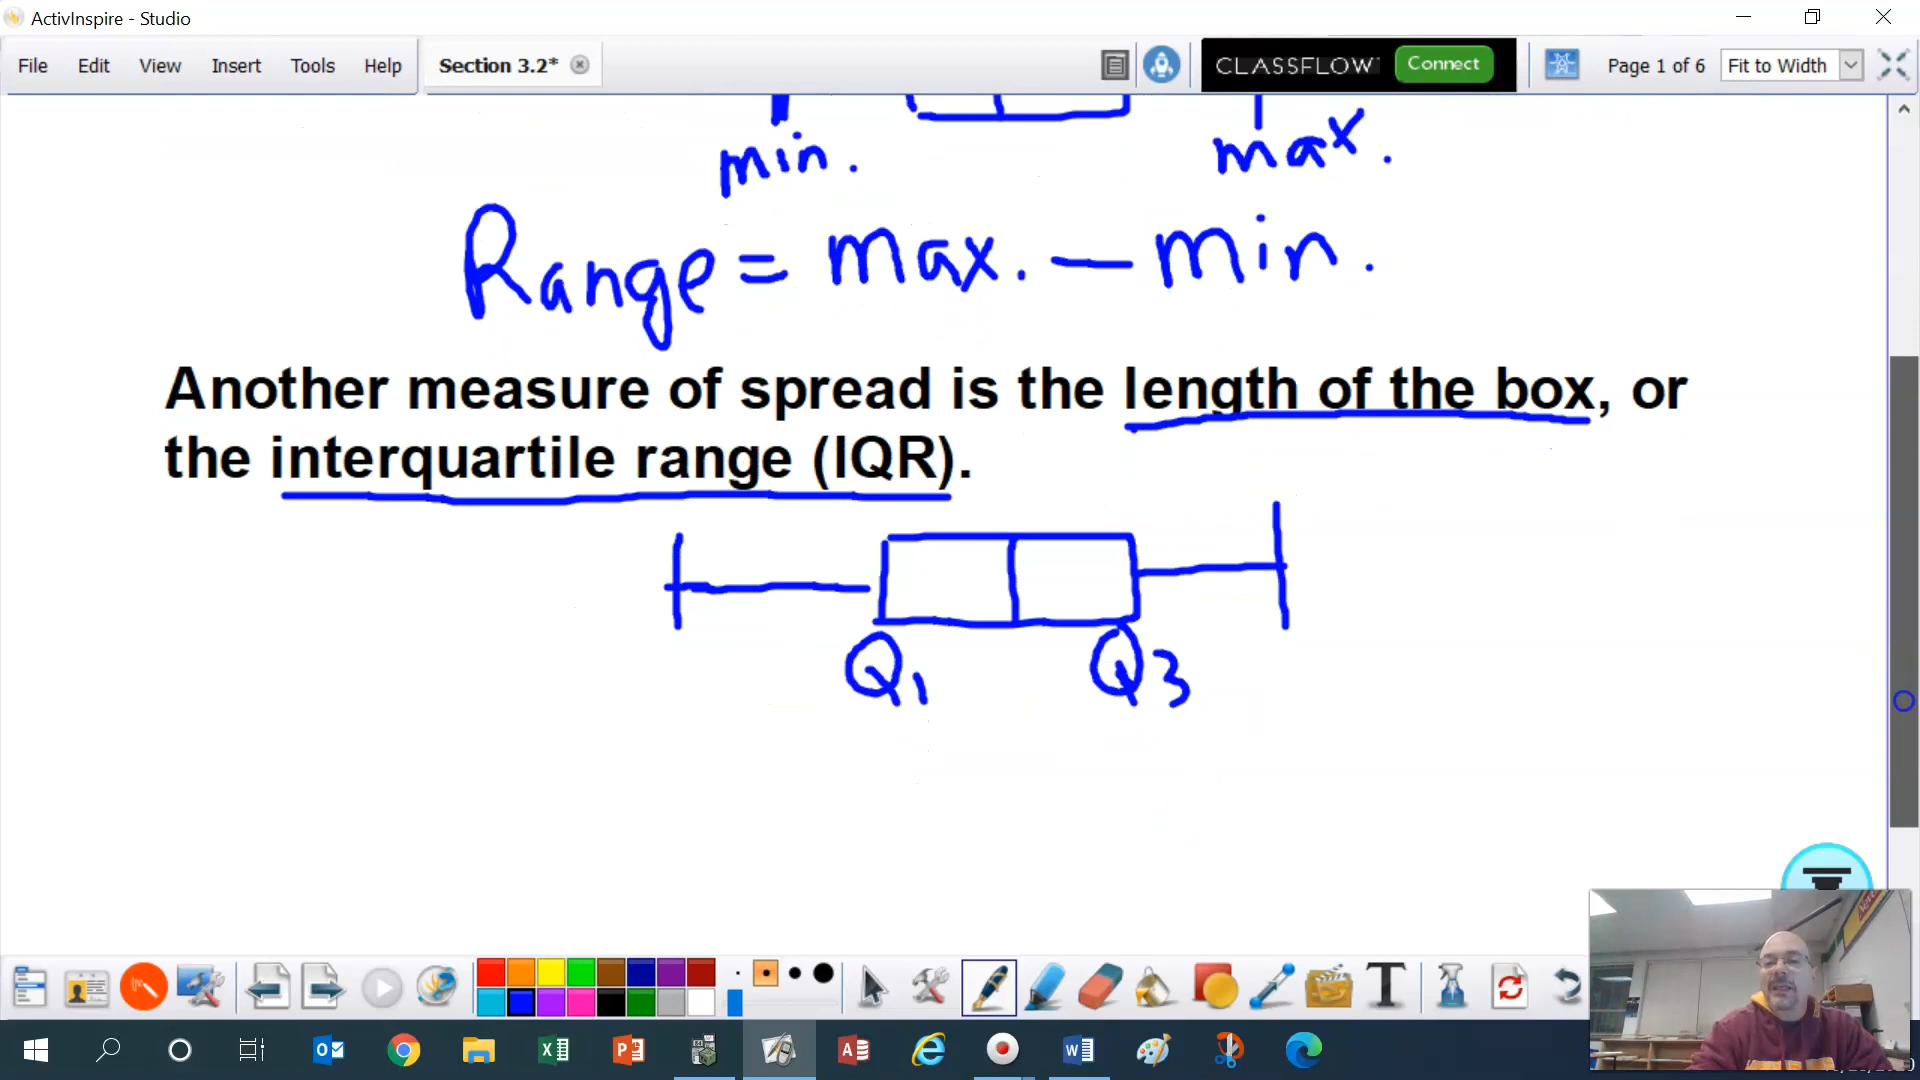 ActivInspire - Studio
File Edit View Insert Tools Help Section 3.2* CLASSFLOW Connect Page 1 of 6 Fit to Width
min. max.
Range = max. — min.
Another measure of spread is the length of the box, or
the interquartile range (IQR).
Q1 Q3
T